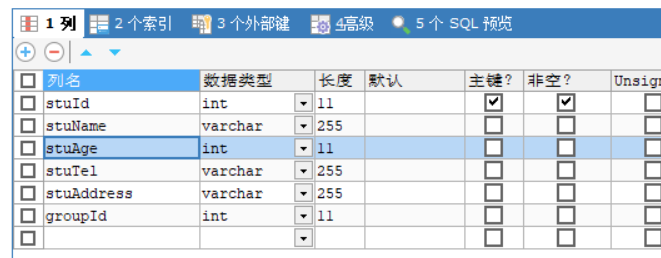 1 列 2 个索引 3 个外部键 4高级 5 个 SQL 预览
列名 数据类型 长度 默认 主键? 非空? Unsign
stuId int 11
stuName varchar 255
stuAge int 11
stuTel varchar 255
stuAddress varchar 255
groupId int 11